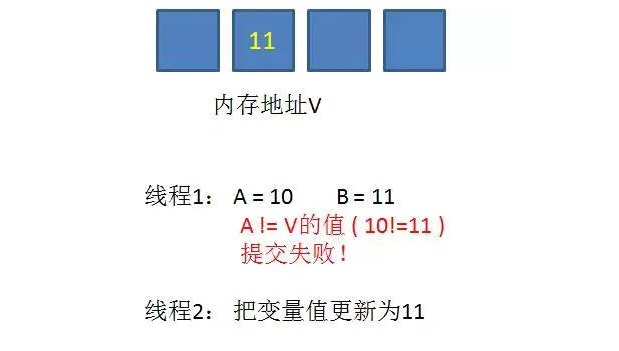 11
内存地址V
线程1： A = 10 B = 11
A != V的值 ( 10!=11 )
提交失败！
线程2： 把变量值更新为11